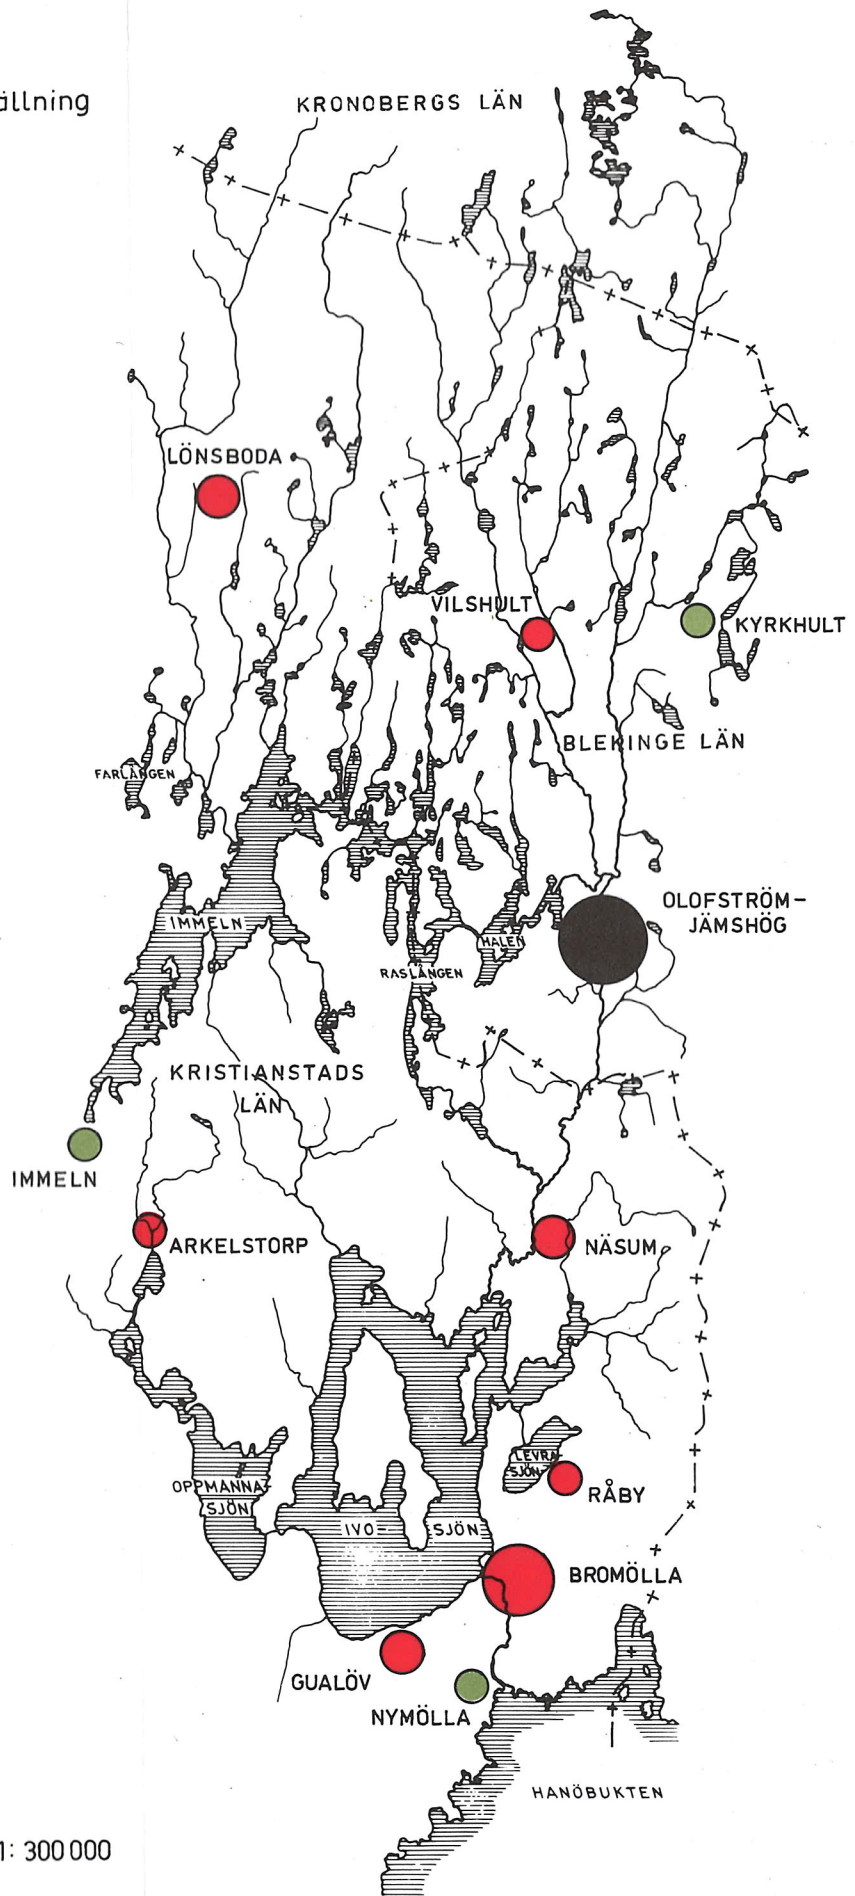 ällning
KRONOBERGS LÄN
LÖNSBODA
VILSHULT
KYRKHULT
BLEKINGE LÄN
FARLÅNGEN
OLOFSTRÖM-
JÄMSHÖG
IMMELN
HALEN
RASLÅNGEN
KRISTIANSTADS
LÄN
IMMELN
ARKELSTORP
NÄSUM
LEVRA-
SJÖN
OPPMANNA-
SJÖN
RÅBY
IVO-
SJÖN
BROMÖLLA
GUALÖV
NYMÖLLA
HANÖBUKTEN
1: 300 000